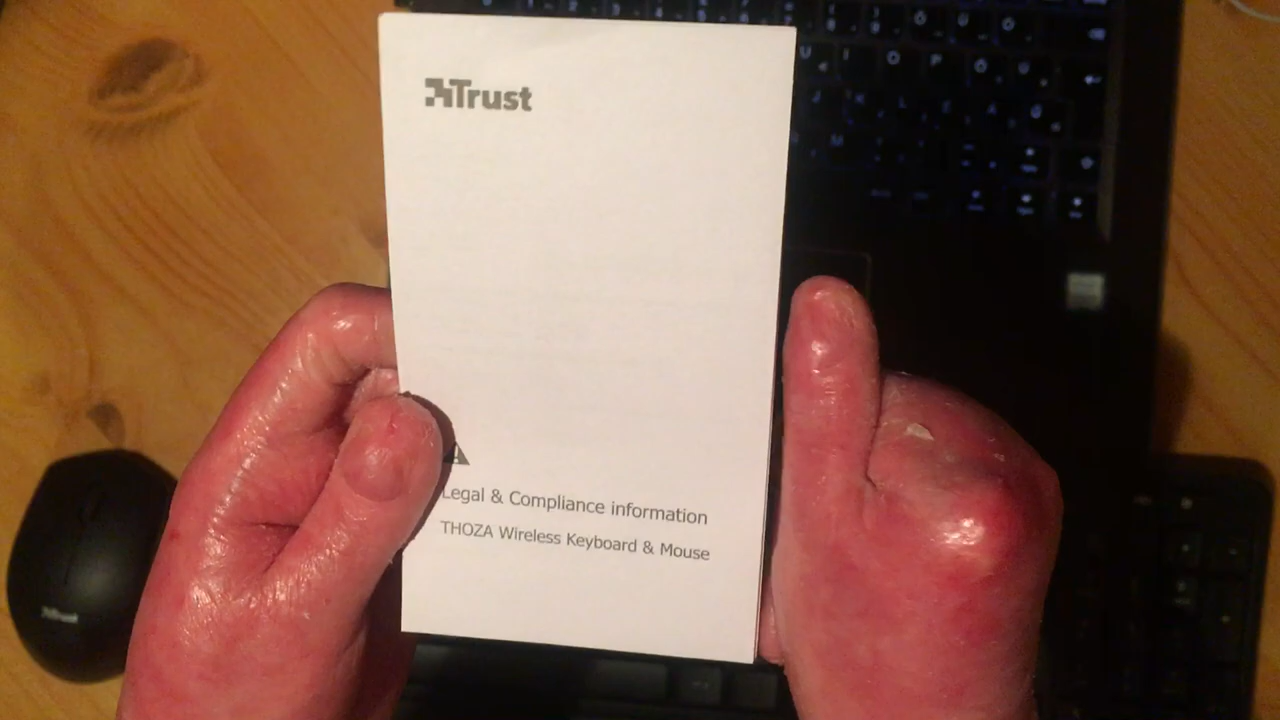 Trust
Legal & Compliance information
THOZA Wireless Keyboard & Mouse
Trust
U I O P Ö Ü